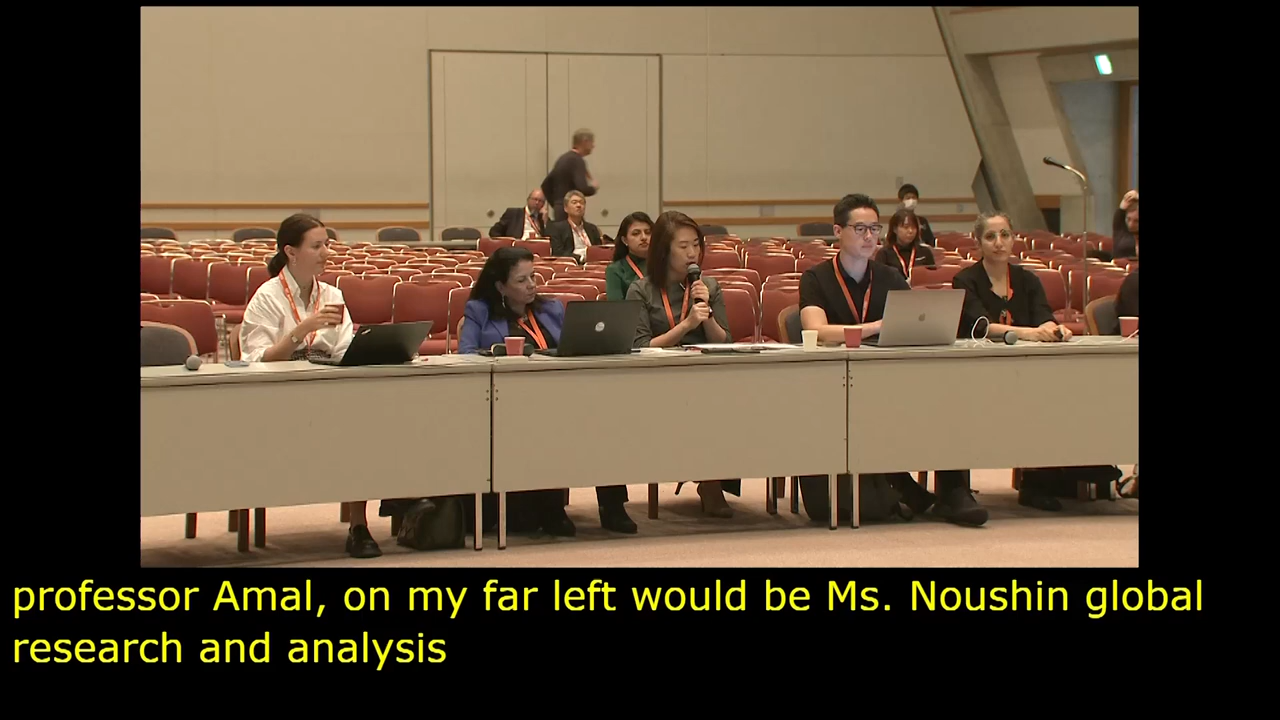 professor Amal, on my far left would be Ms. Noushin global
research and analysis